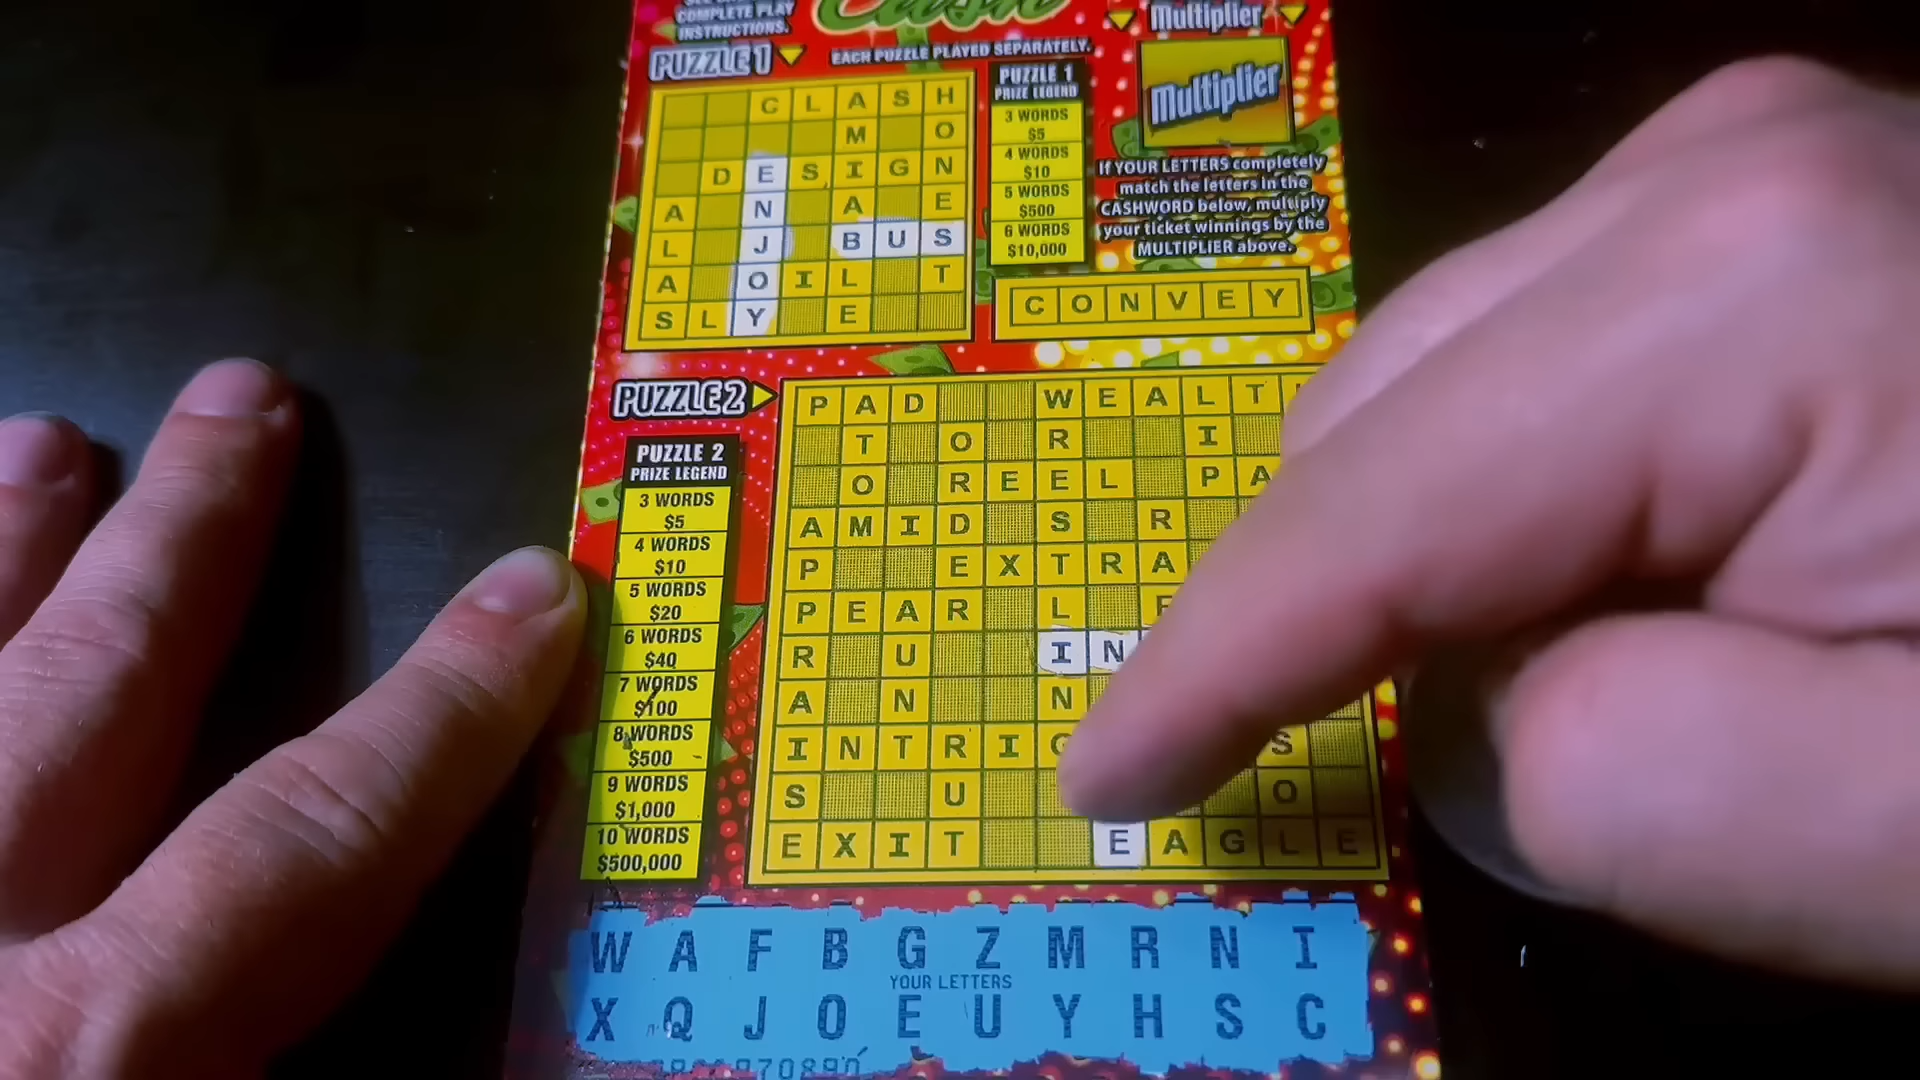 COMPLETE PLAY
INSTRUCTIONS.
Cash
Multiplier
PUZZLE 1
EACH PUZZLE PLAYED SEPARATELY.
C L A S H
M O
D E S I G N
A N A E
L J B U S
A O I L T
S L Y E
PUZZLE 1
PRIZE LEGEND
3 WORDS
$5
4 WORDS
$10
5 WORDS
$500
6 WORDS
$10,000
Multiplier
If YOUR LETTERS completely
match the letters in the
CASHWORD below, multiply
your ticket winnings by the
MULTIPLIER above.
C O N V E Y
PUZZLE 2
PUZZLE 2
PRIZE LEGEND
3 WORDS
$5
4 WORDS
$10
5 WORDS
$20
6 WORDS
$40
7 WORDS
$100
8 WORDS
$500
9 WORDS
$1,000
10 WORDS
$500,000
P A D W E A L T
T O R I
O R E E L P A
A M I D S R
P E X T R A
P E A R L
R U I N
A N N
I N T R I G S
S U O
E X I T E A G L E
W A F B G Z M R N I
YOUR LETTERS
X Q J O E U Y H S C